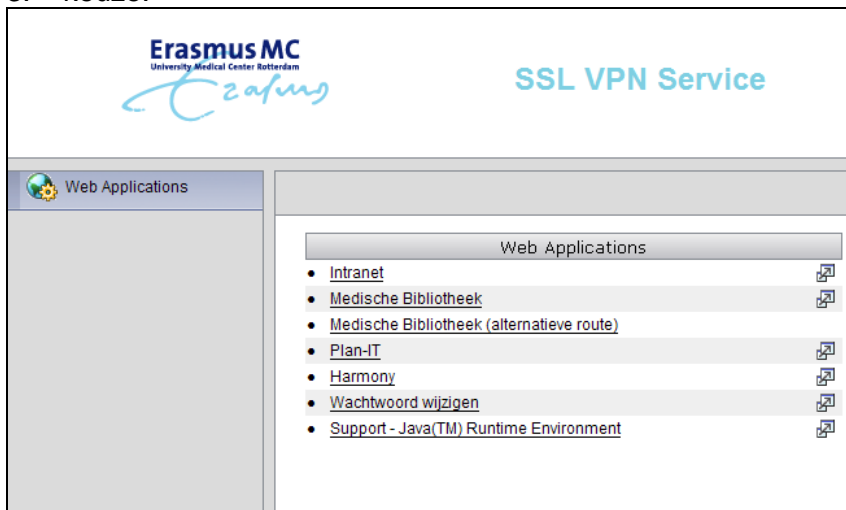 Erasmus MC
University Medical Center Rotterdam
Erasmus
SSL VPN Service
Web Applications
Web Applications
• Intranet
• Medische Bibliotheek
• Medische Bibliotheek (alternatieve route)
• Plan-IT
• Harmony
• Wachtwoord wijzigen
• Support - Java(TM) Runtime Environment